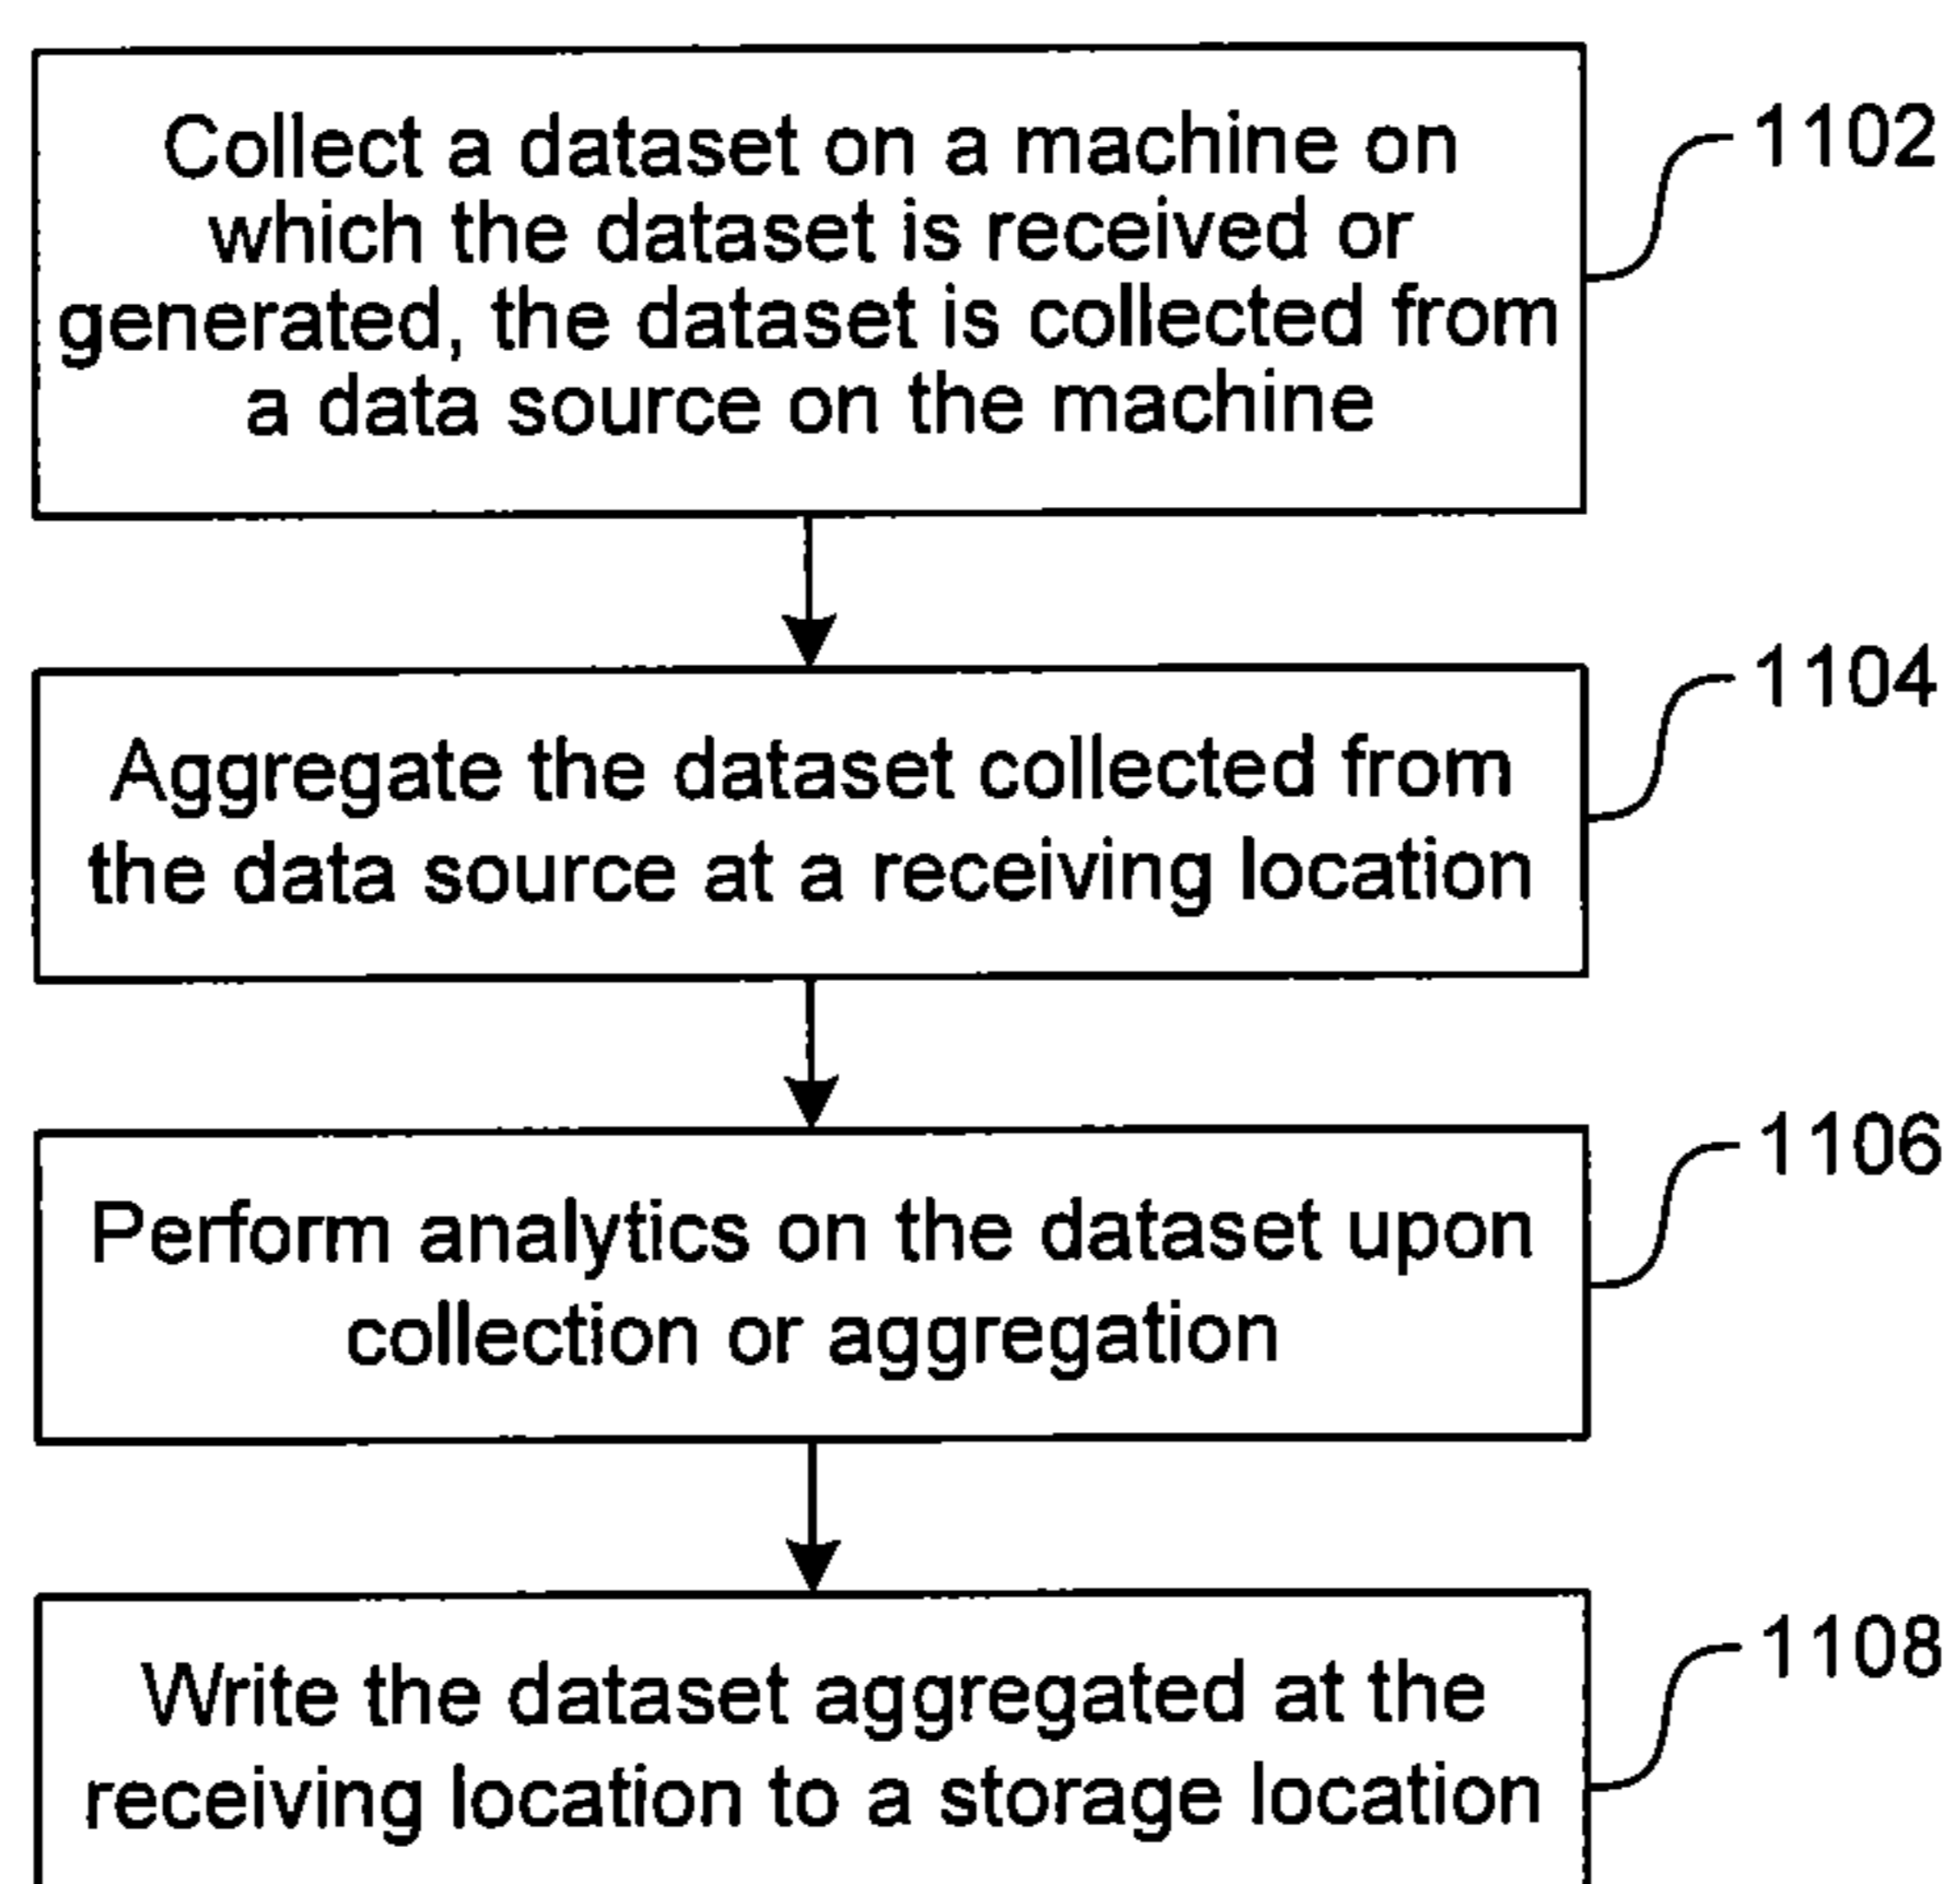 Collect a dataset on a machine on
which the dataset is received or
generated, the dataset is collected from
a data source on the machine
1102
Aggregate the dataset collected from
the data source at a receiving location
1104
Perform analytics on the dataset upon
collection or aggregation
1106
Write the dataset aggregated at the
receiving location to a storage location
1108